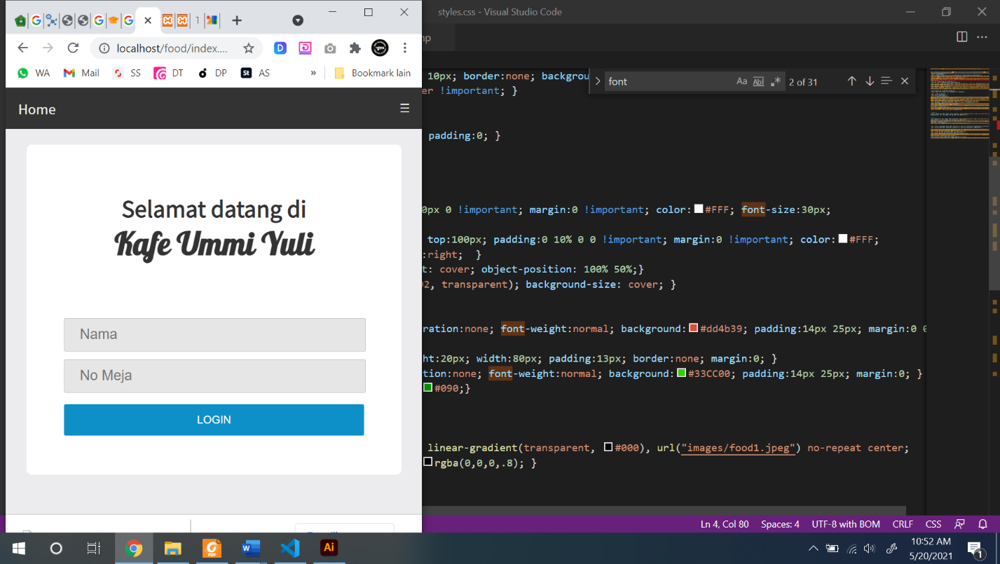 styles.css - Visual Studio Code
localhost/food/index....
WA Mail SS DT DP AS » Bookmark lain
Home
Selamat datang di
Kafe Ummi Yuli
Nama
No Meja
LOGIN
font
Aa Abl .* 2 of 31
10px; border:none; backgrou
er !important; }
padding:0; }
0px 0 !important; margin:0 !important; color: #FFF; font-size:30px;
top:100px; padding:0 10% 0 0 !important; margin:0 !important; color: #FFF;
:right; }
t: cover; object-position: 100% 50%;}
02, transparent); background-size: cover; }
ration:none; font-weight:normal; background: #dd4b39; padding:14px 25px; margin:0 0
ht:20px; width:80px; padding:13px; border:none; margin:0; }
tion:none; font-weight:normal; background: #33CC00; padding:14px 25px; margin:0; }
#090;}
linear-gradient(transparent, #000), url("images/food1.jpeg") no-repeat center;
rgba(0,0,0,.8); }
Ln 4, Col 80 Spaces: 4 UTF-8 with BOM CRLF CSS
10:52 AM
5/20/2021
1